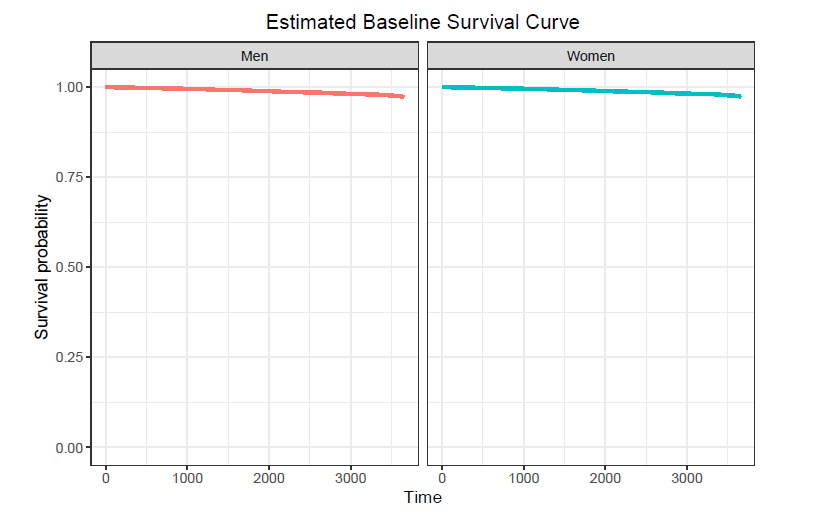 Estimated Baseline Survival Curve
Men
Women
Survival probability
1.00
0.75
0.50
0.25
0.00
0 1000 2000 3000
0 1000 2000 3000
Time